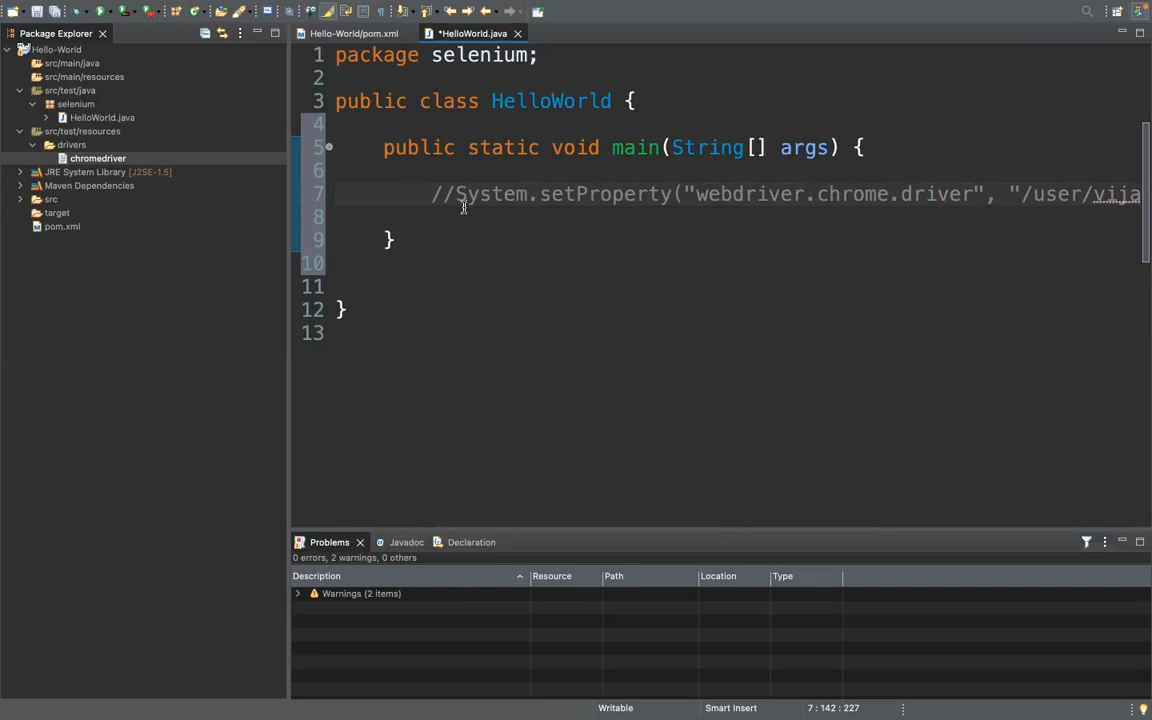 Package Explorer
Hello-World
src/main/java
src/main/resources
src/test/java
selenium
HelloWorld.java
src/test/resources
drivers
chromedriver
JRE System Library [J2SE-1.5]
Maven Dependencies
src
target
pom.xml
Hello-World/pom.xml
*HelloWorld.java
1 package selenium;
2
3 public class HelloWorld {
4
5 public static void main(String[] args) {
6
7 //System.setProperty("webdriver.chrome.driver", "/user/vija
8
9 }
10
11
12 }
13
Problems
Javadoc
Declaration
0 errors, 2 warnings, 0 others
Description Resource Path Location Type
Warnings (2 items)
Writable Smart Insert 7 : 142 : 227